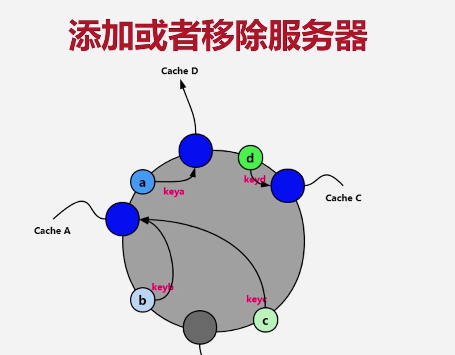 添加或者移除服务器
Cache D
d
a
keya
keyd
Cache C
Cache A
keyb
b
keyc
c